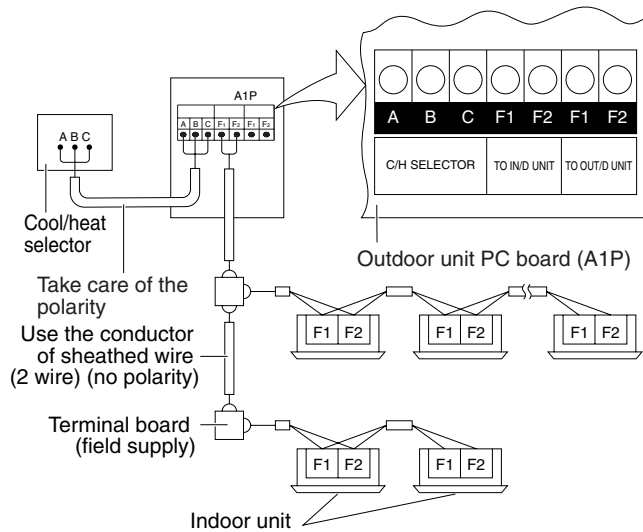 A1P
A B C F1 F2 F1 F2
A B C
Cool/heat
selector
Take care of the
polarity
A B C F1 F2 F1 F2
C/H SELECTOR TO IN/D UNIT TO OUT/D UNIT
Outdoor unit PC board (A1P)
F1 F2 F1 F2 F1 F2
Use the conductor
of sheathed wire
(2 wire) (no polarity)
Terminal board
(field supply)
F1 F2 F1 F2
Indoor unit